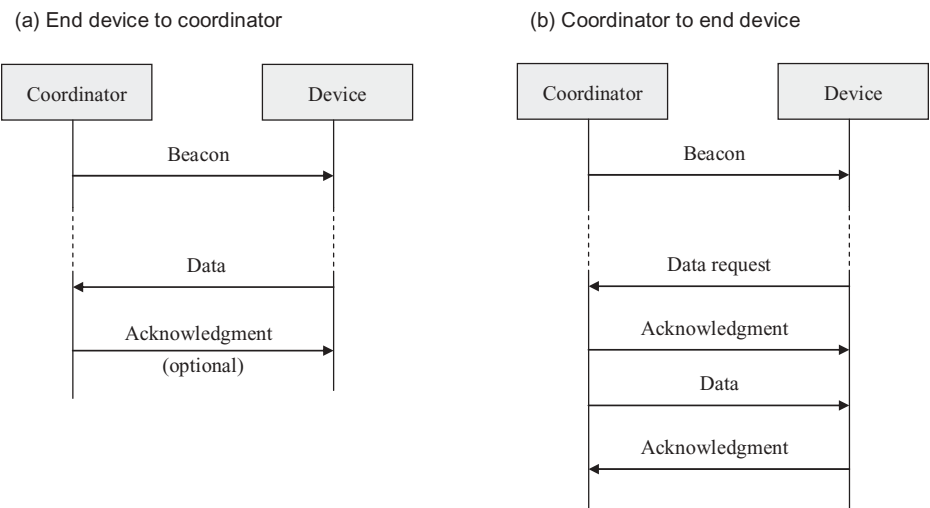 (a) End device to coordinator
Coordinator
Device
Beacon
Data
Acknowledgment
(optional)
(b) Coordinator to end device
Coordinator
Device
Beacon
Data request
Acknowledgment
Data
Acknowledgment